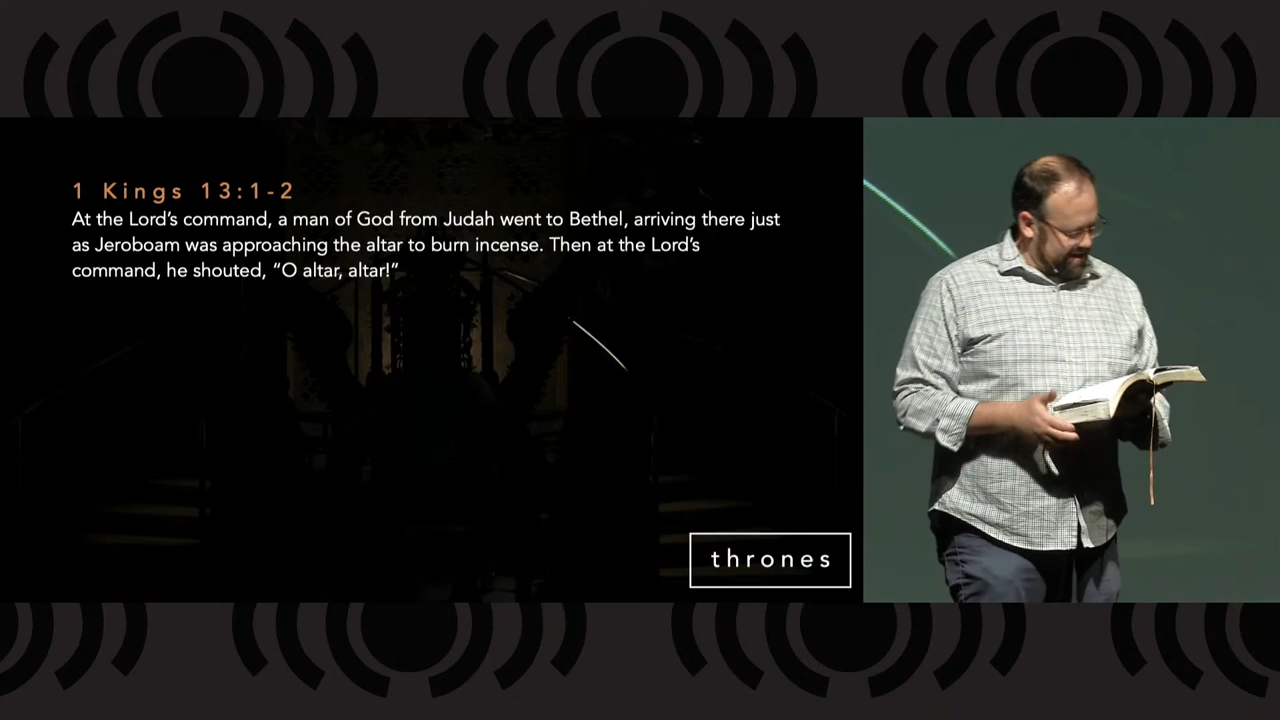 1 Kings 13:1-2
At the Lord’s command, a man of God from Judah went to Bethel, arriving there just
as Jeroboam was approaching the altar to burn incense. Then at the Lord’s
command, he shouted, “O altar, altar!”
thrones